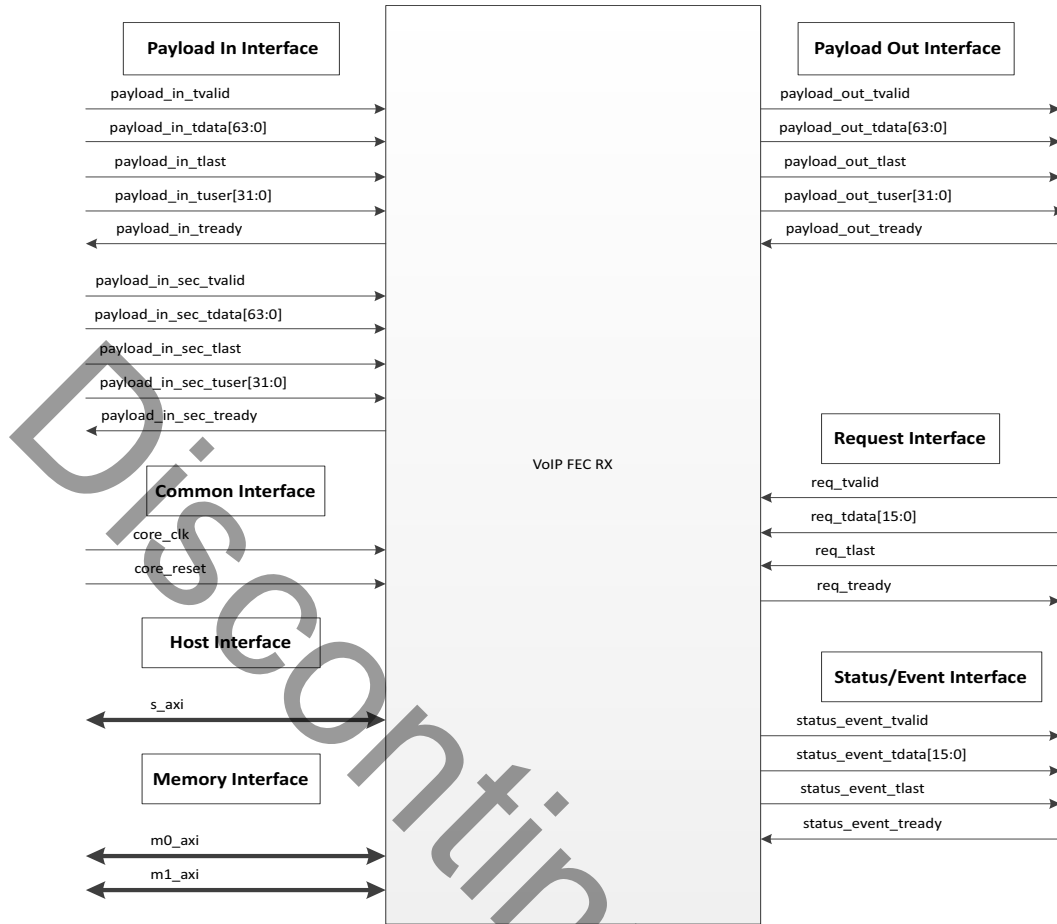 Payload In Interface
payload_in_tvalid
payload_in_tdata[63:0]
payload_in_tlast
payload_in_tuser[31:0]
payload_in_tready
payload_in_sec_tvalid
payload_in_sec_tdata[63:0]
payload_in_sec_tlast
payload_in_sec_tuser[31:0]
payload_in_sec_tready
Common Interface
core_clk
core_reset
Host Interface
s_axi
Memory Interface
m0_axi
m1_axi
VoIP FEC RX
Payload Out Interface
payload_out_tvalid
payload_out_tdata[63:0]
payload_out_tlast
payload_out_tuser[31:0]
payload_out_tready
Request Interface
req_tvalid
req_tdata[15:0]
req_tlast
req_tready
Status/Event Interface
status_event_tvalid
status_event_tdata[15:0]
status_event_tlast
status_event_tready
Discontin